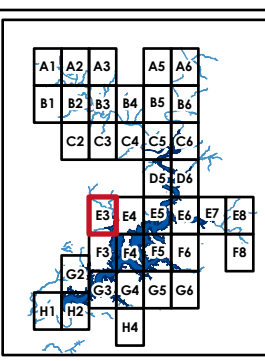 A1 A2 A3 A5 A6
B1 B2 B3 B4 B5 B6
C2 C3 C4 C5 C6
D5 D6
E3 E4 E5 E6 E7 E8
F3 F4 F5 F6 F8
G2 G3 G4 G5 G6
H1 H2
H4